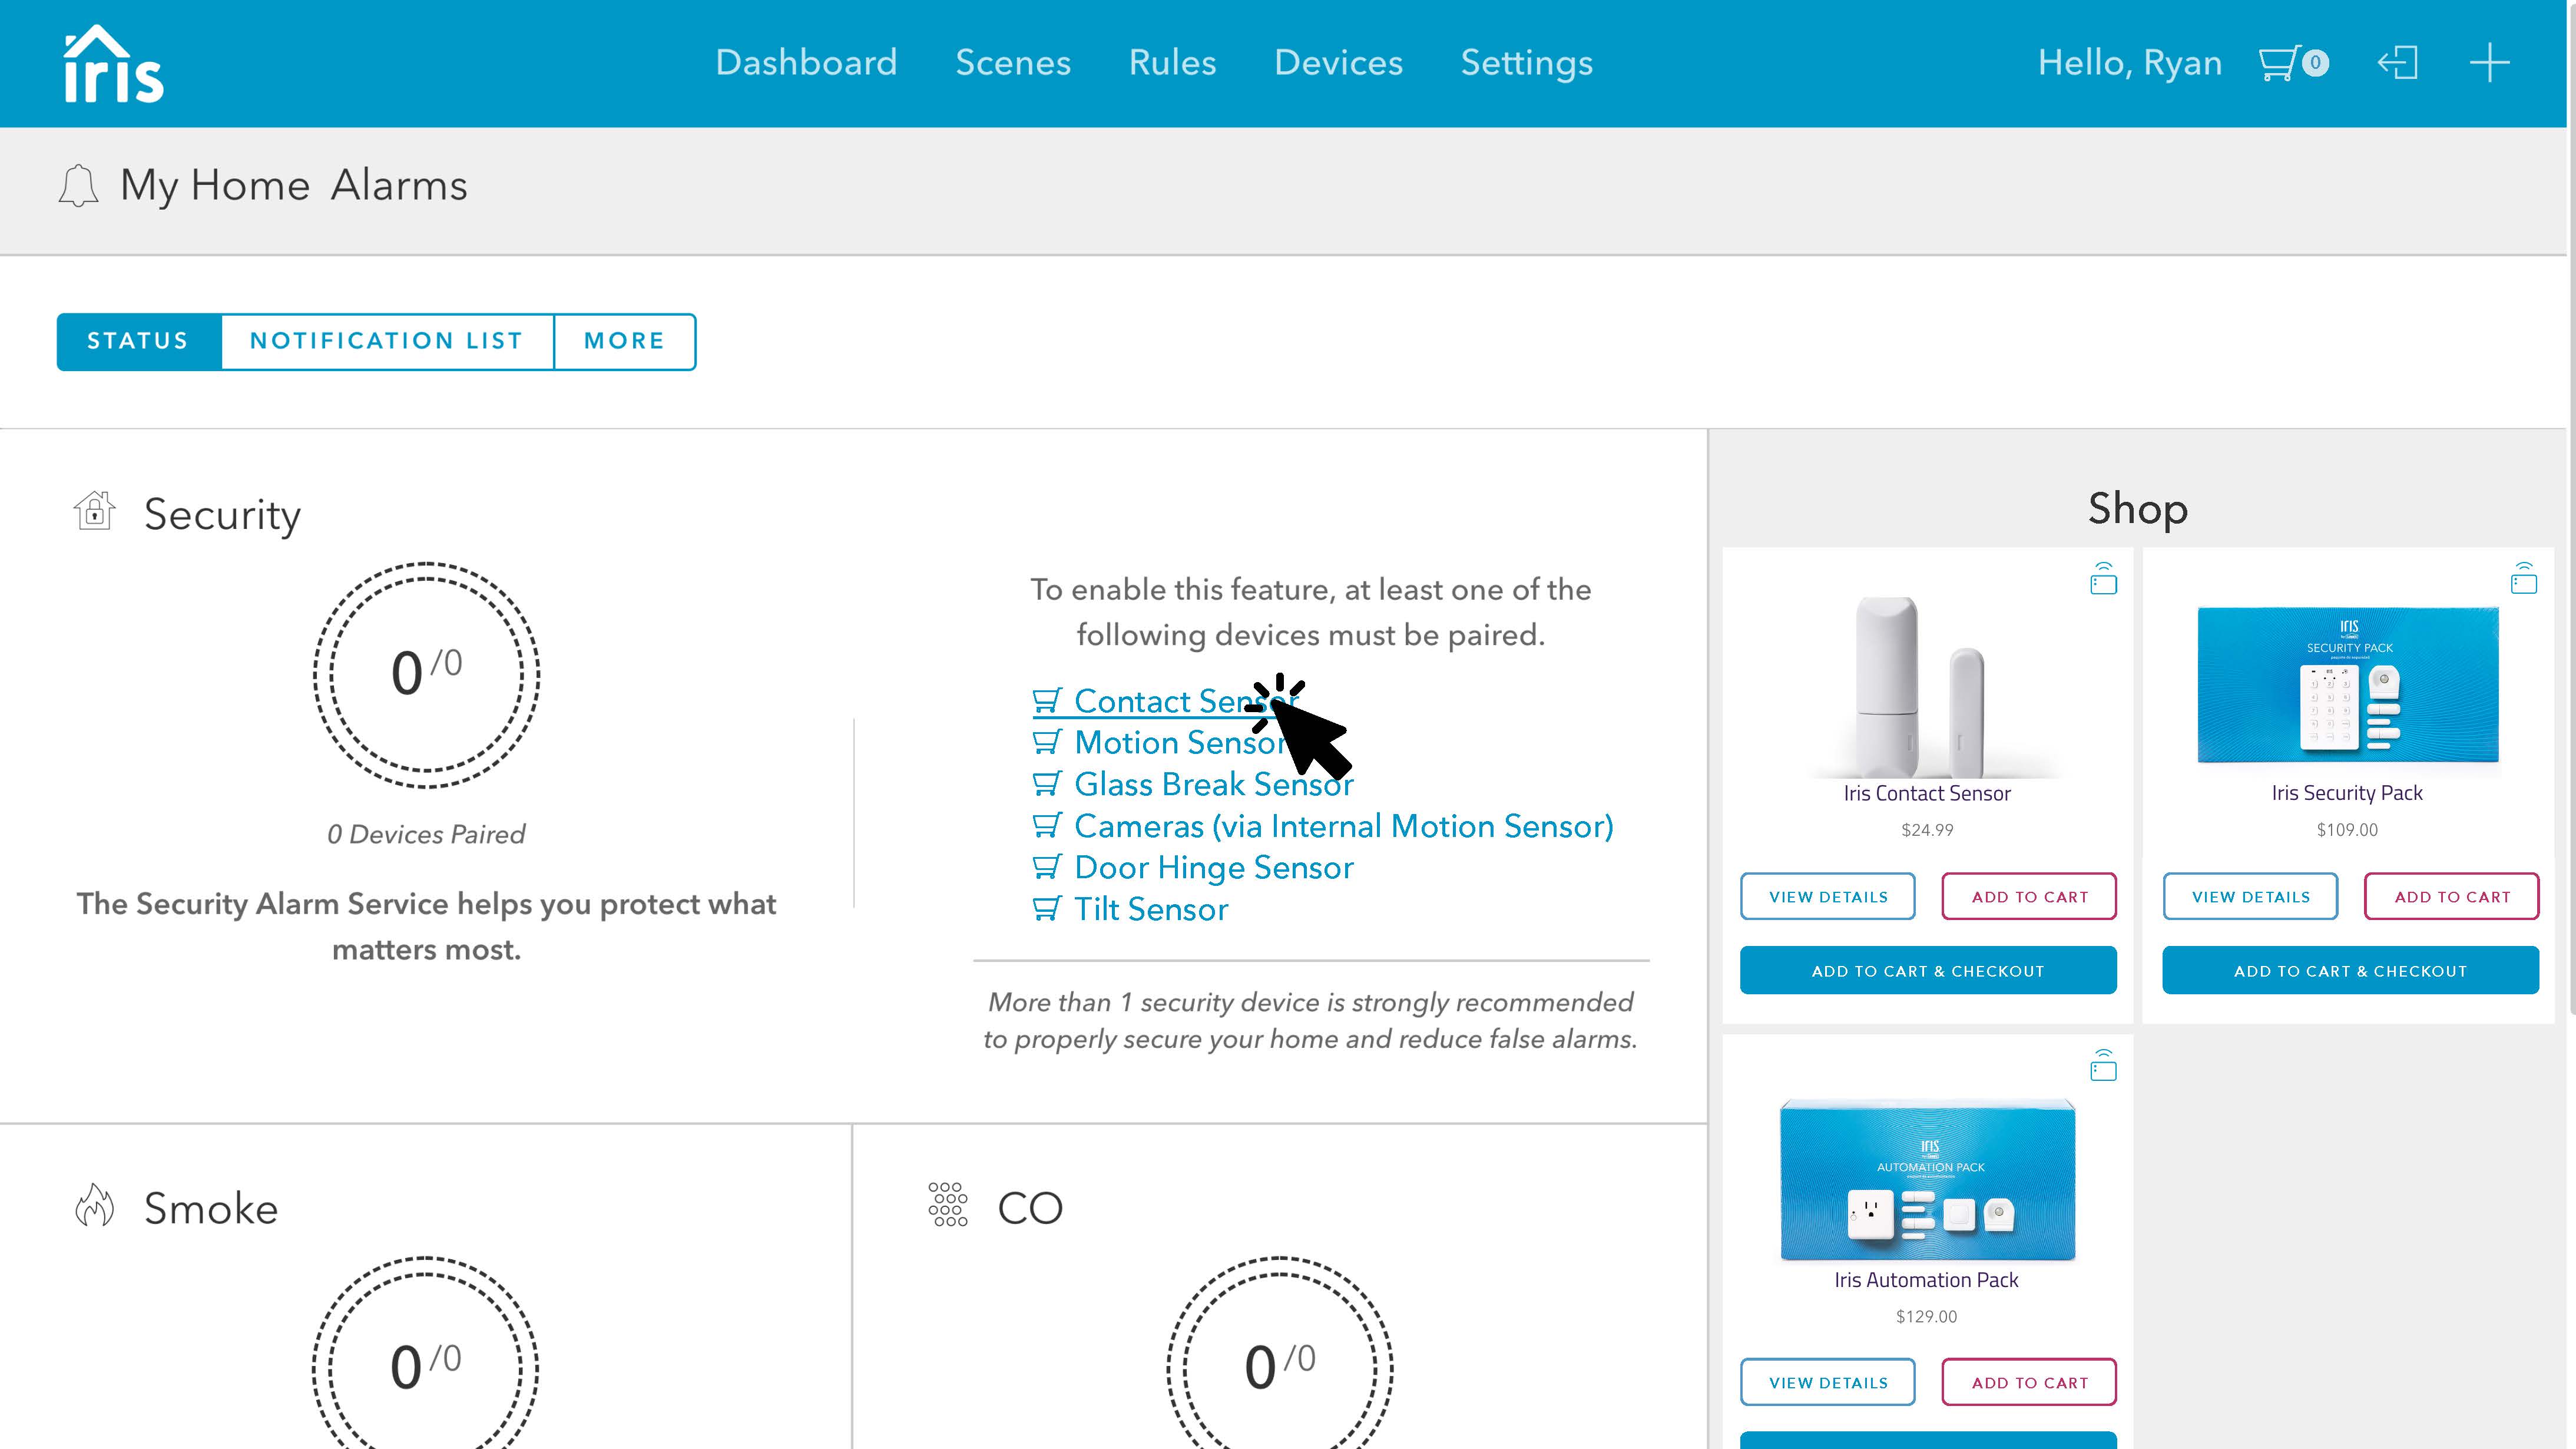 iris
Dashboard Scenes Rules Devices Settings
Hello, Ryan 0
My Home Alarms
STATUS NOTIFICATION LIST MORE
Security
0/0
0 Devices Paired
The Security Alarm Service helps you protect what
matters most.
To enable this feature, at least one of the
following devices must be paired.
Contact Sensor
Motion Sensor
Glass Break Sensor
Cameras (via Internal Motion Sensor)
Door Hinge Sensor
Tilt Sensor
More than 1 security device is strongly recommended
to properly secure your home and reduce false alarms.
Shop
Iris Contact Sensor
$24.99
VIEW DETAILS ADD TO CART
ADD TO CART & CHECKOUT
IRIS
SECURITY PACK
Iris Security Pack
$109.00
VIEW DETAILS ADD TO CART
ADD TO CART & CHECKOUT
IRIS
AUTOMATION PACK
Iris Automation Pack
$129.00
VIEW DETAILS ADD TO CART
Smoke
0/0
CO
0/0